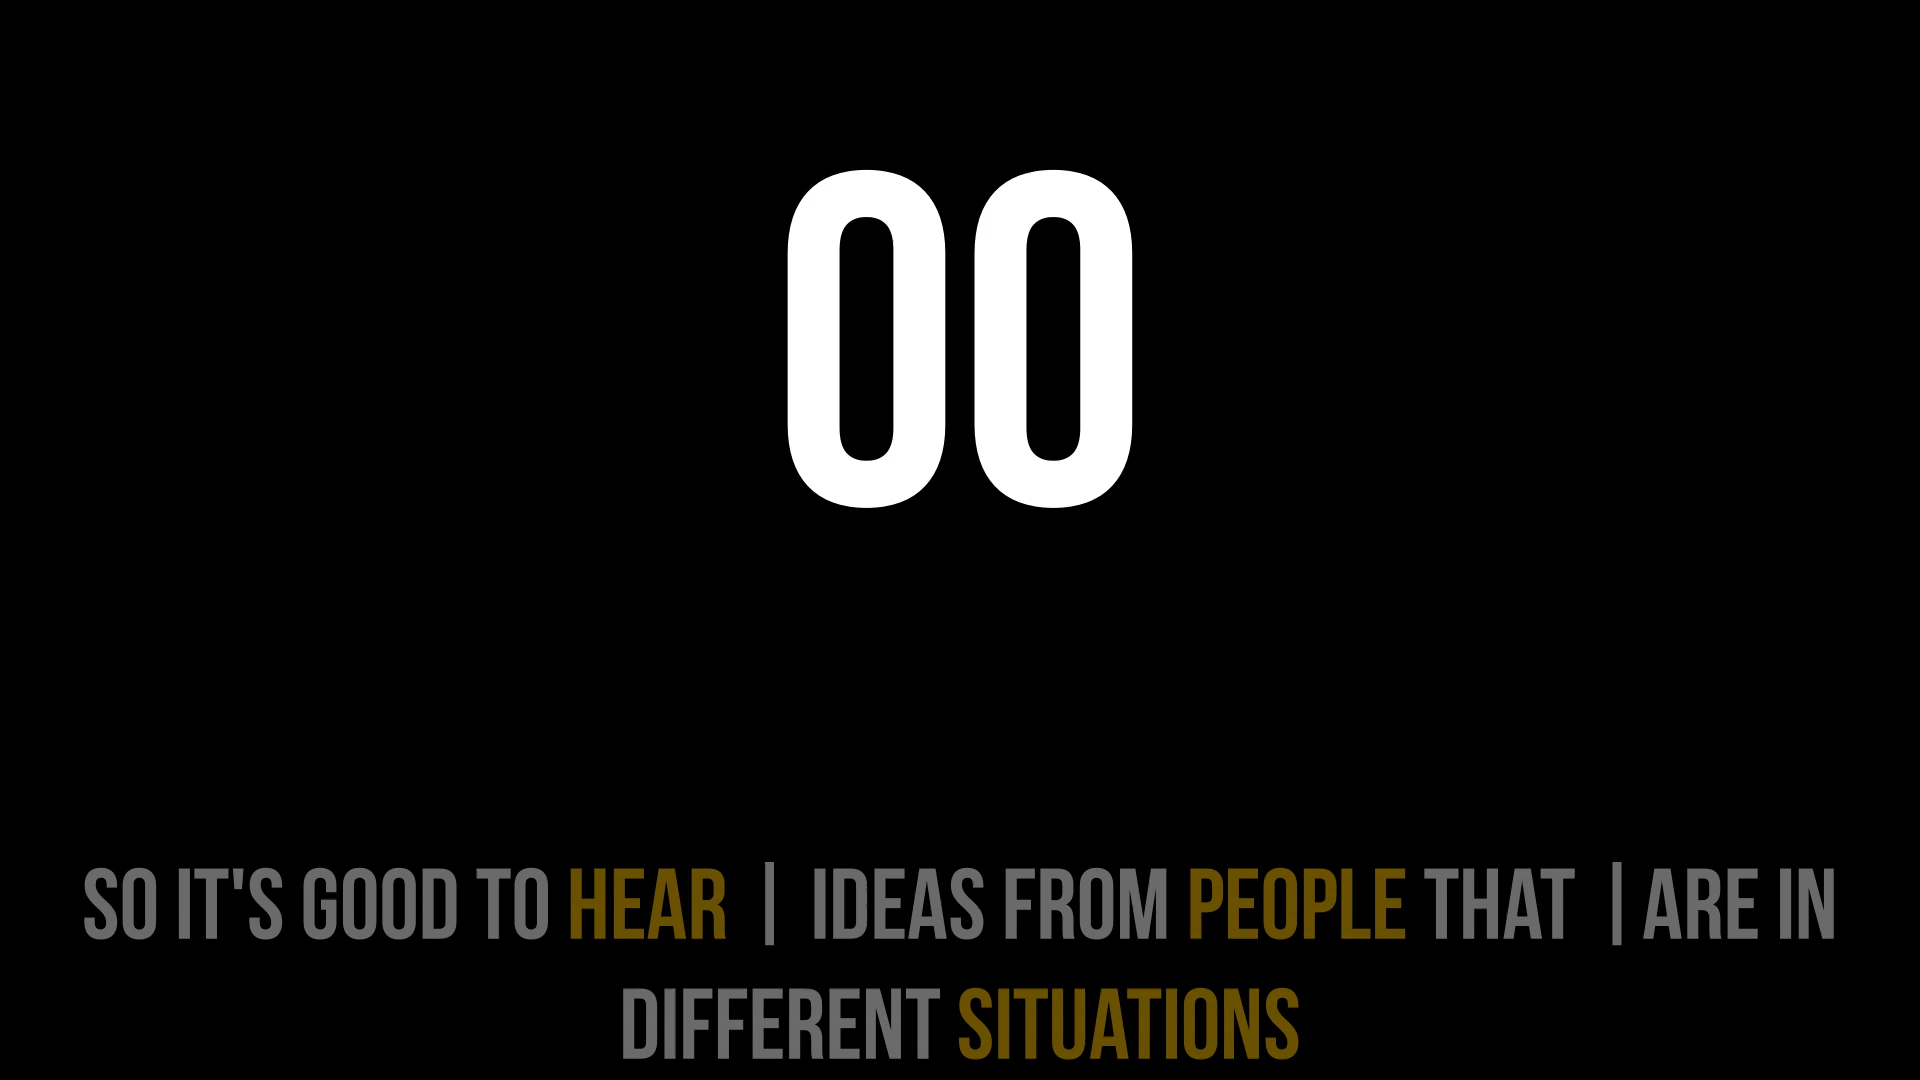 00
SO IT'S GOOD TO HEAR | IDEAS FROM PEOPLE THAT | ARE IN
DIFFERENT SITUATIONS